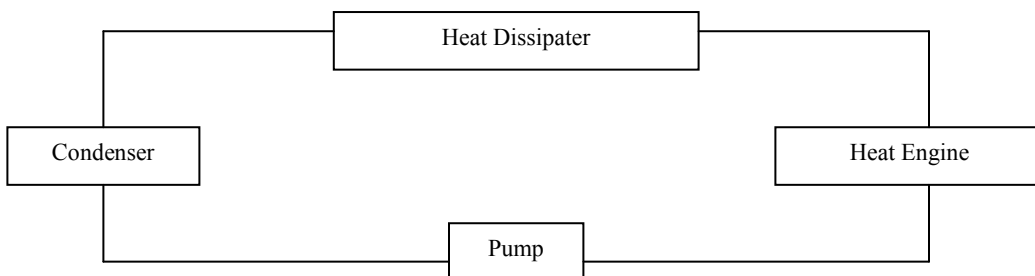 Heat Dissipater
Condenser
Heat Engine
Pump